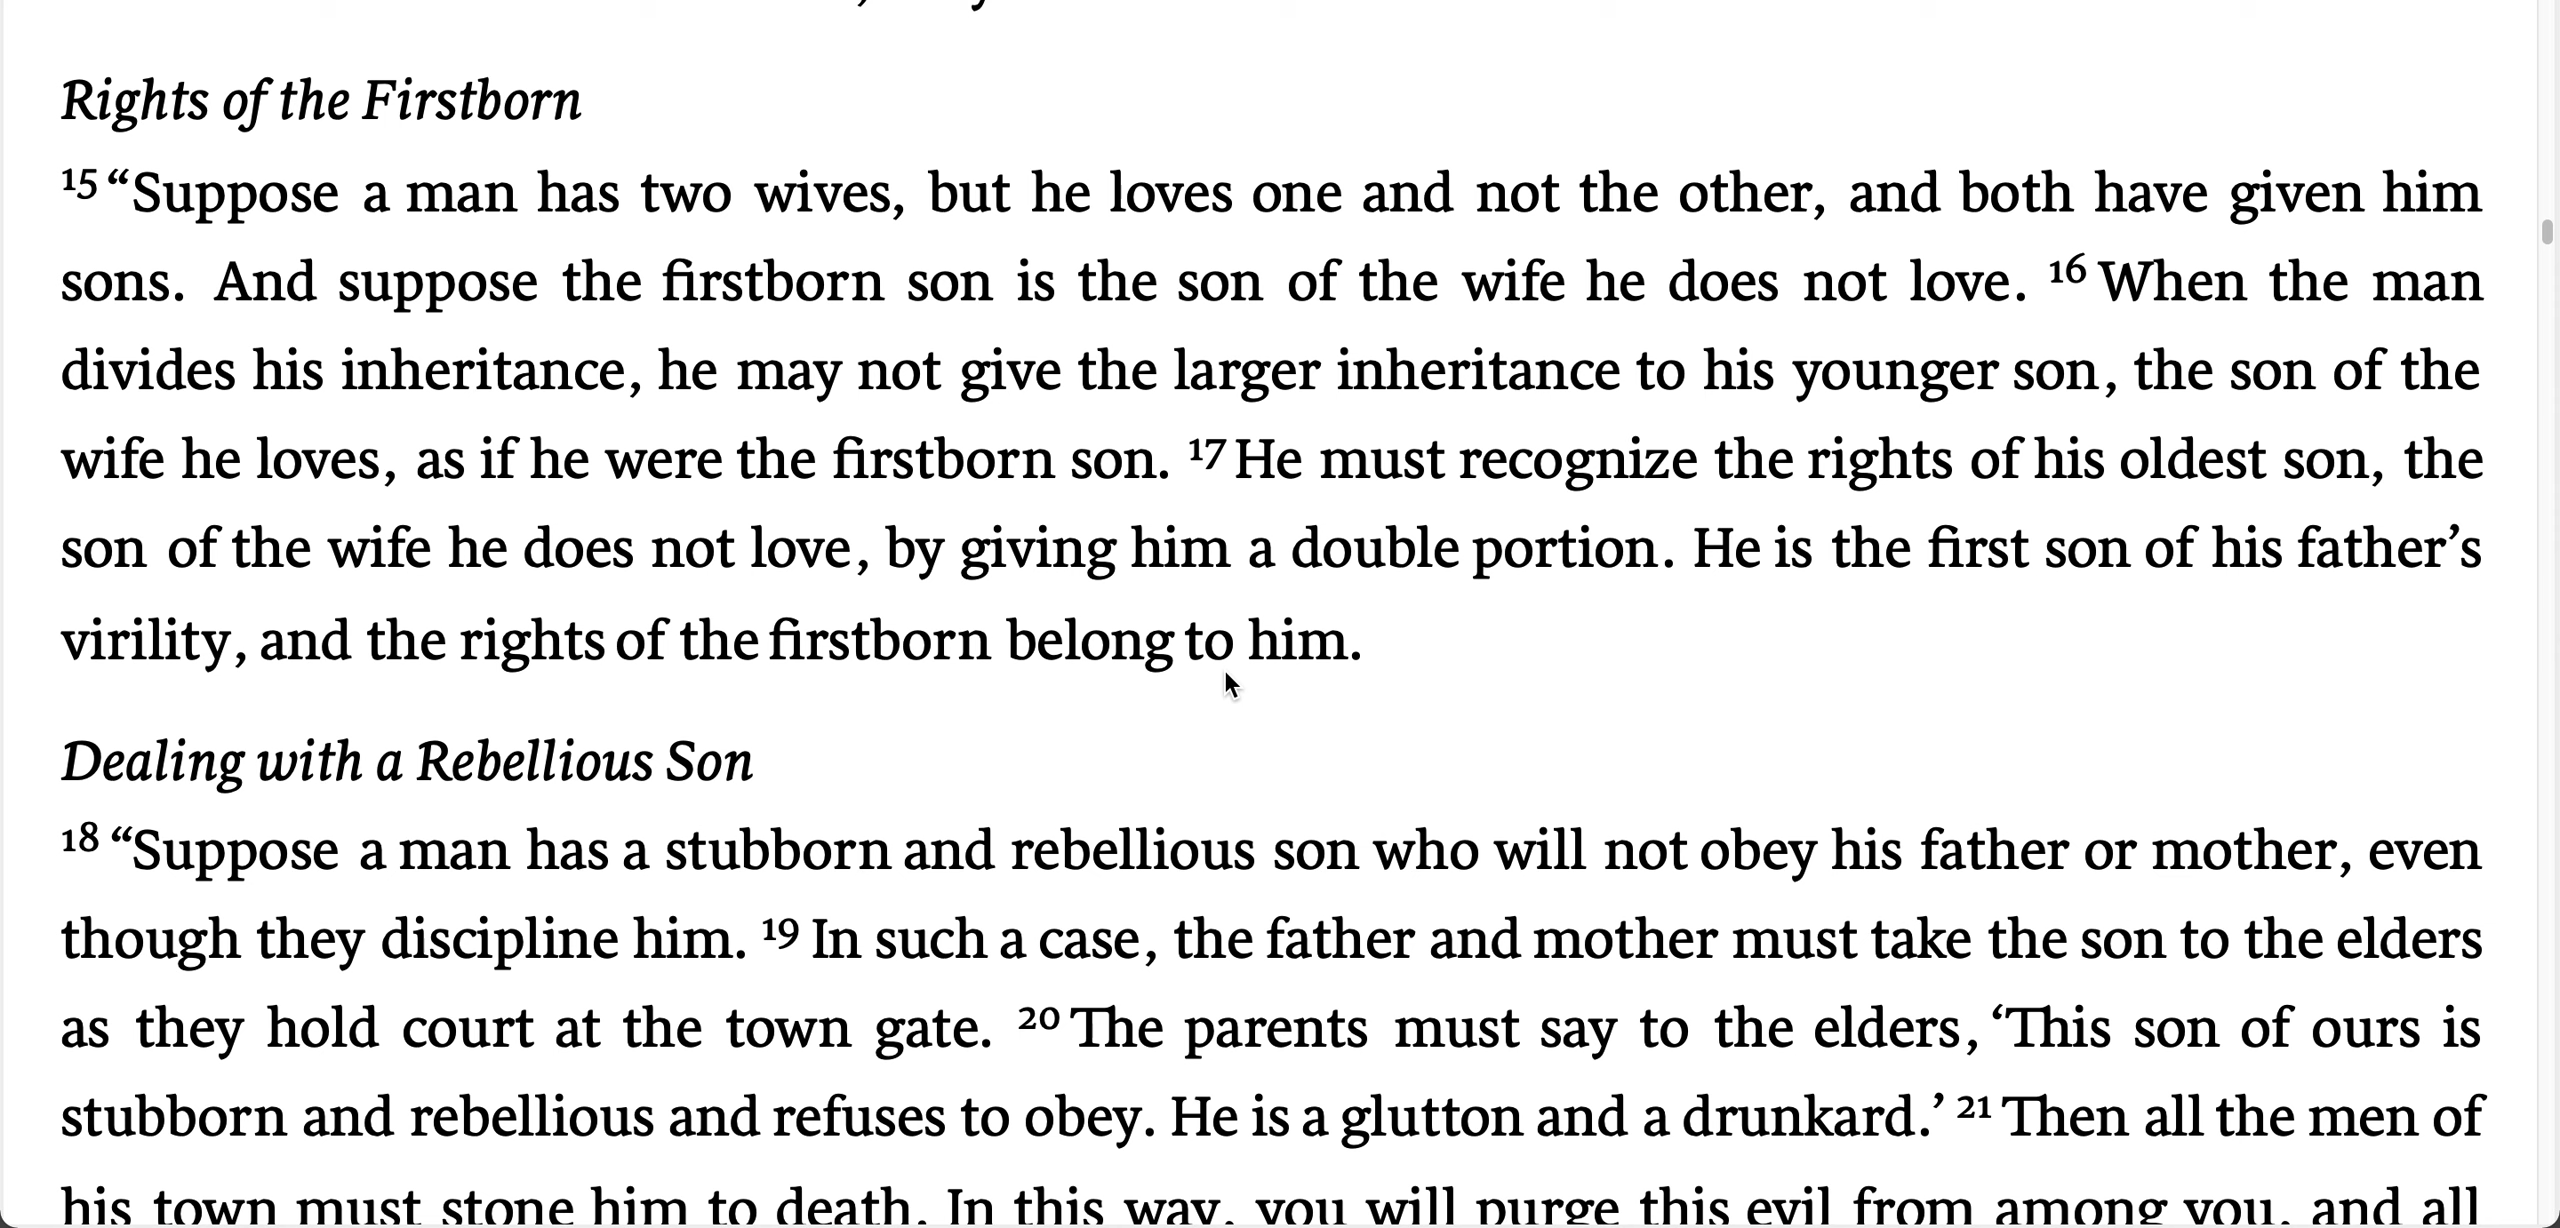 Rights of the Firstborn
15 “Suppose a man has two wives, but he loves one and not the other, and both have given him
sons. And suppose the firstborn son is the son of the wife he does not love. 16 When the man
divides his inheritance, he may not give the larger inheritance to his younger son, the son of the
wife he loves, as if he were the firstborn son. 17 He must recognize the rights of his oldest son, the
son of the wife he does not love, by giving him a double portion. He is the first son of his father’s
virility, and the rights of the firstborn belong to him.
Dealing with a Rebellious Son
18 “Suppose a man has a stubborn and rebellious son who will not obey his father or mother, even
though they discipline him. 19 In such a case, the father and mother must take the son to the elders
as they hold court at the town gate. 20 The parents must say to the elders, ‘This son of ours is
stubborn and rebellious and refuses to obey. He is a glutton and a drunkard.’ 21 Then all the men of
his town must stone him to death. In this way, you will purge this evil from among you, and all